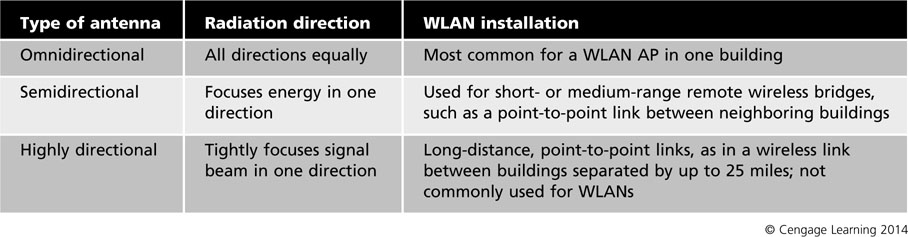 Type of antenna Radiation direction WLAN installation
Omnidirectional All directions equally Most common for a WLAN AP in one building
Semidirectional Focuses energy in one Used for short- or medium-range remote wireless bridges,
direction such as a point-to-point link between neighboring buildings
Highly directional Tightly focuses signal Long-distance, point-to-point links, as in a wireless link
beam in one direction between buildings separated by up to 25 miles; not
commonly used for WLANs
© Cengage Learning 2014